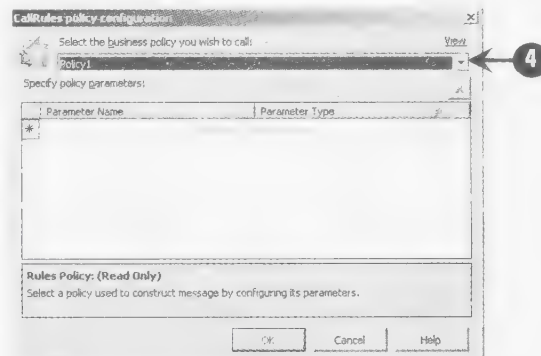 CallRules policy configuration
Select the business policy you wish to call:
View
Policy1
4
Specify policy parameters:
Parameter Name
Parameter Type
*
Rules Policy: (Read Only)
Select a policy used to construct message by configuring its parameters.
OK
Cancel
Help